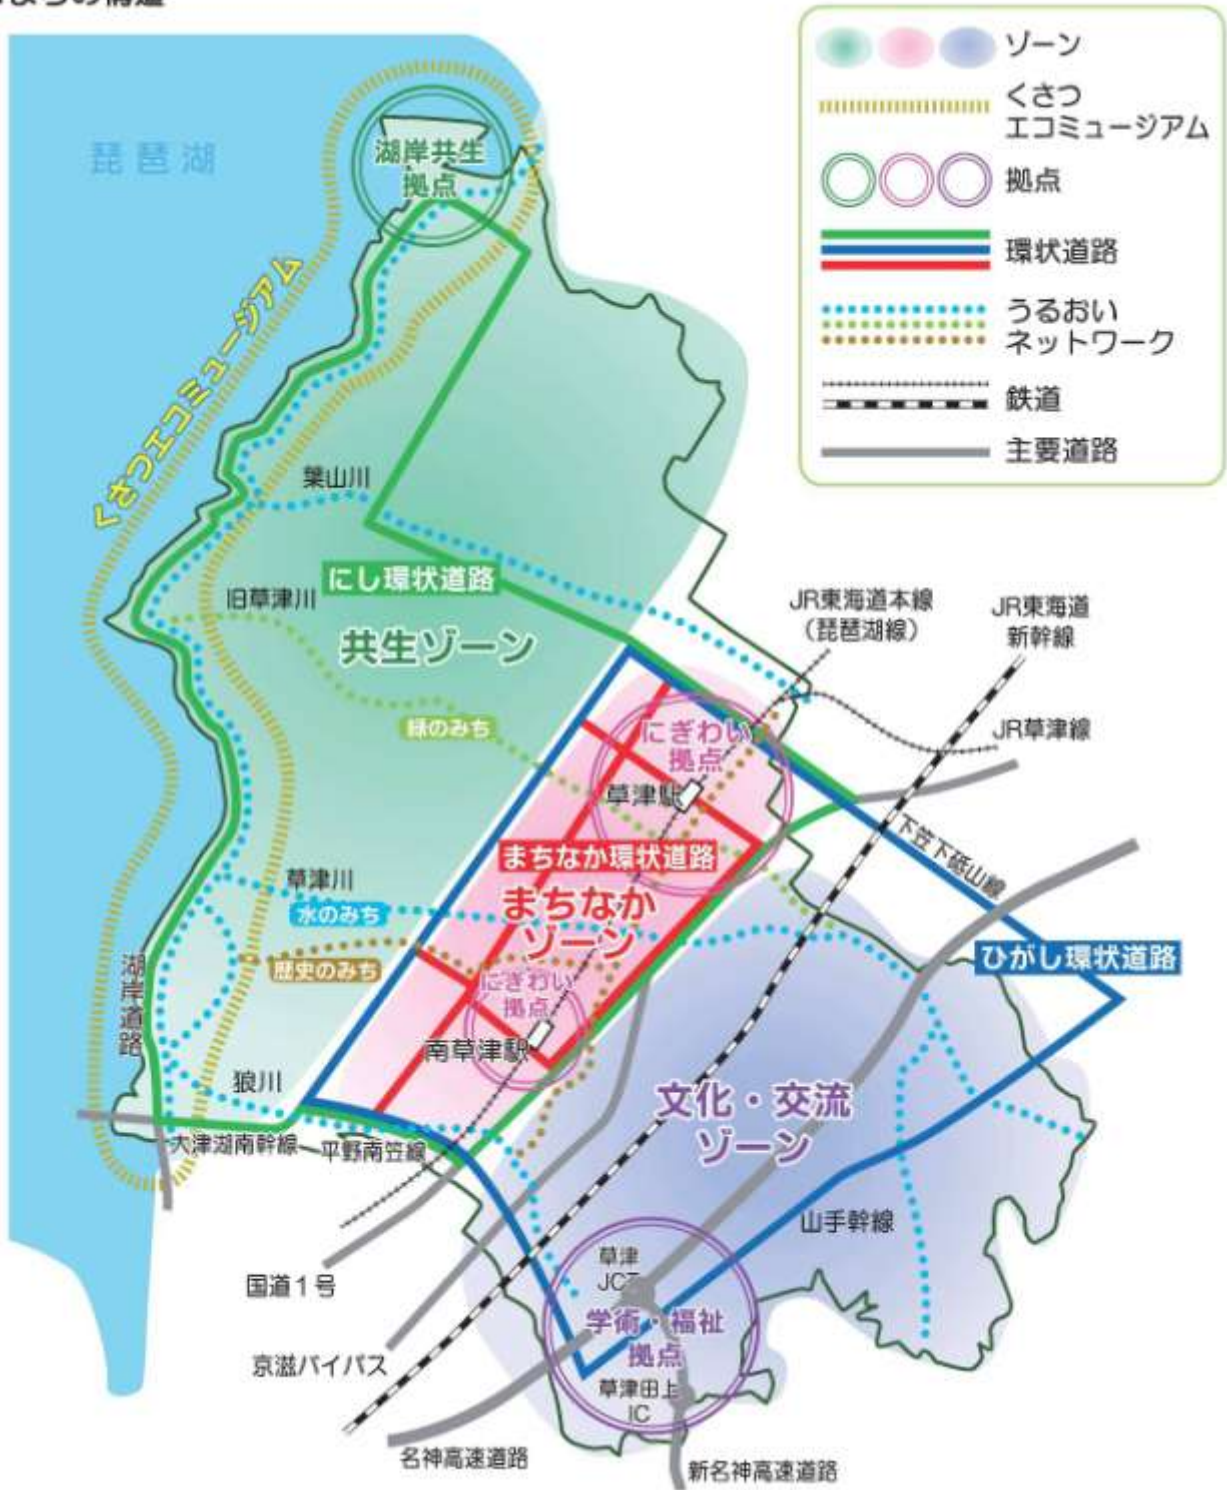 まちの構造
ゾーン
くさつ
エコミュージアム
拠点
環状道路
うるおい
ネットワーク
鉄道
主要道路
琵琶湖
湖岸共生
拠点
くさつエコミュージアム
葉山川
にし環状道路
旧草津川
共生ゾーン
緑のみち
JR東海道本線
（琵琶湖線）
JR東海道
新幹線
JR草津線
にぎわい
拠点
草津駅
下笠下砥山線
まちなか環状道路
まちなか
ゾーン
草津川
水のみち
歴史のみち
湖岸道路
ひがし環状道路
にぎわい
拠点
南草津駅
狼川
文化・交流
ゾーン
大津湖南幹線
平野南笠線
山手幹線
国道1号
草津
JCT
学術・福祉
拠点
草津田上
IC
京滋バイパス
名神高速道路
新名神高速道路